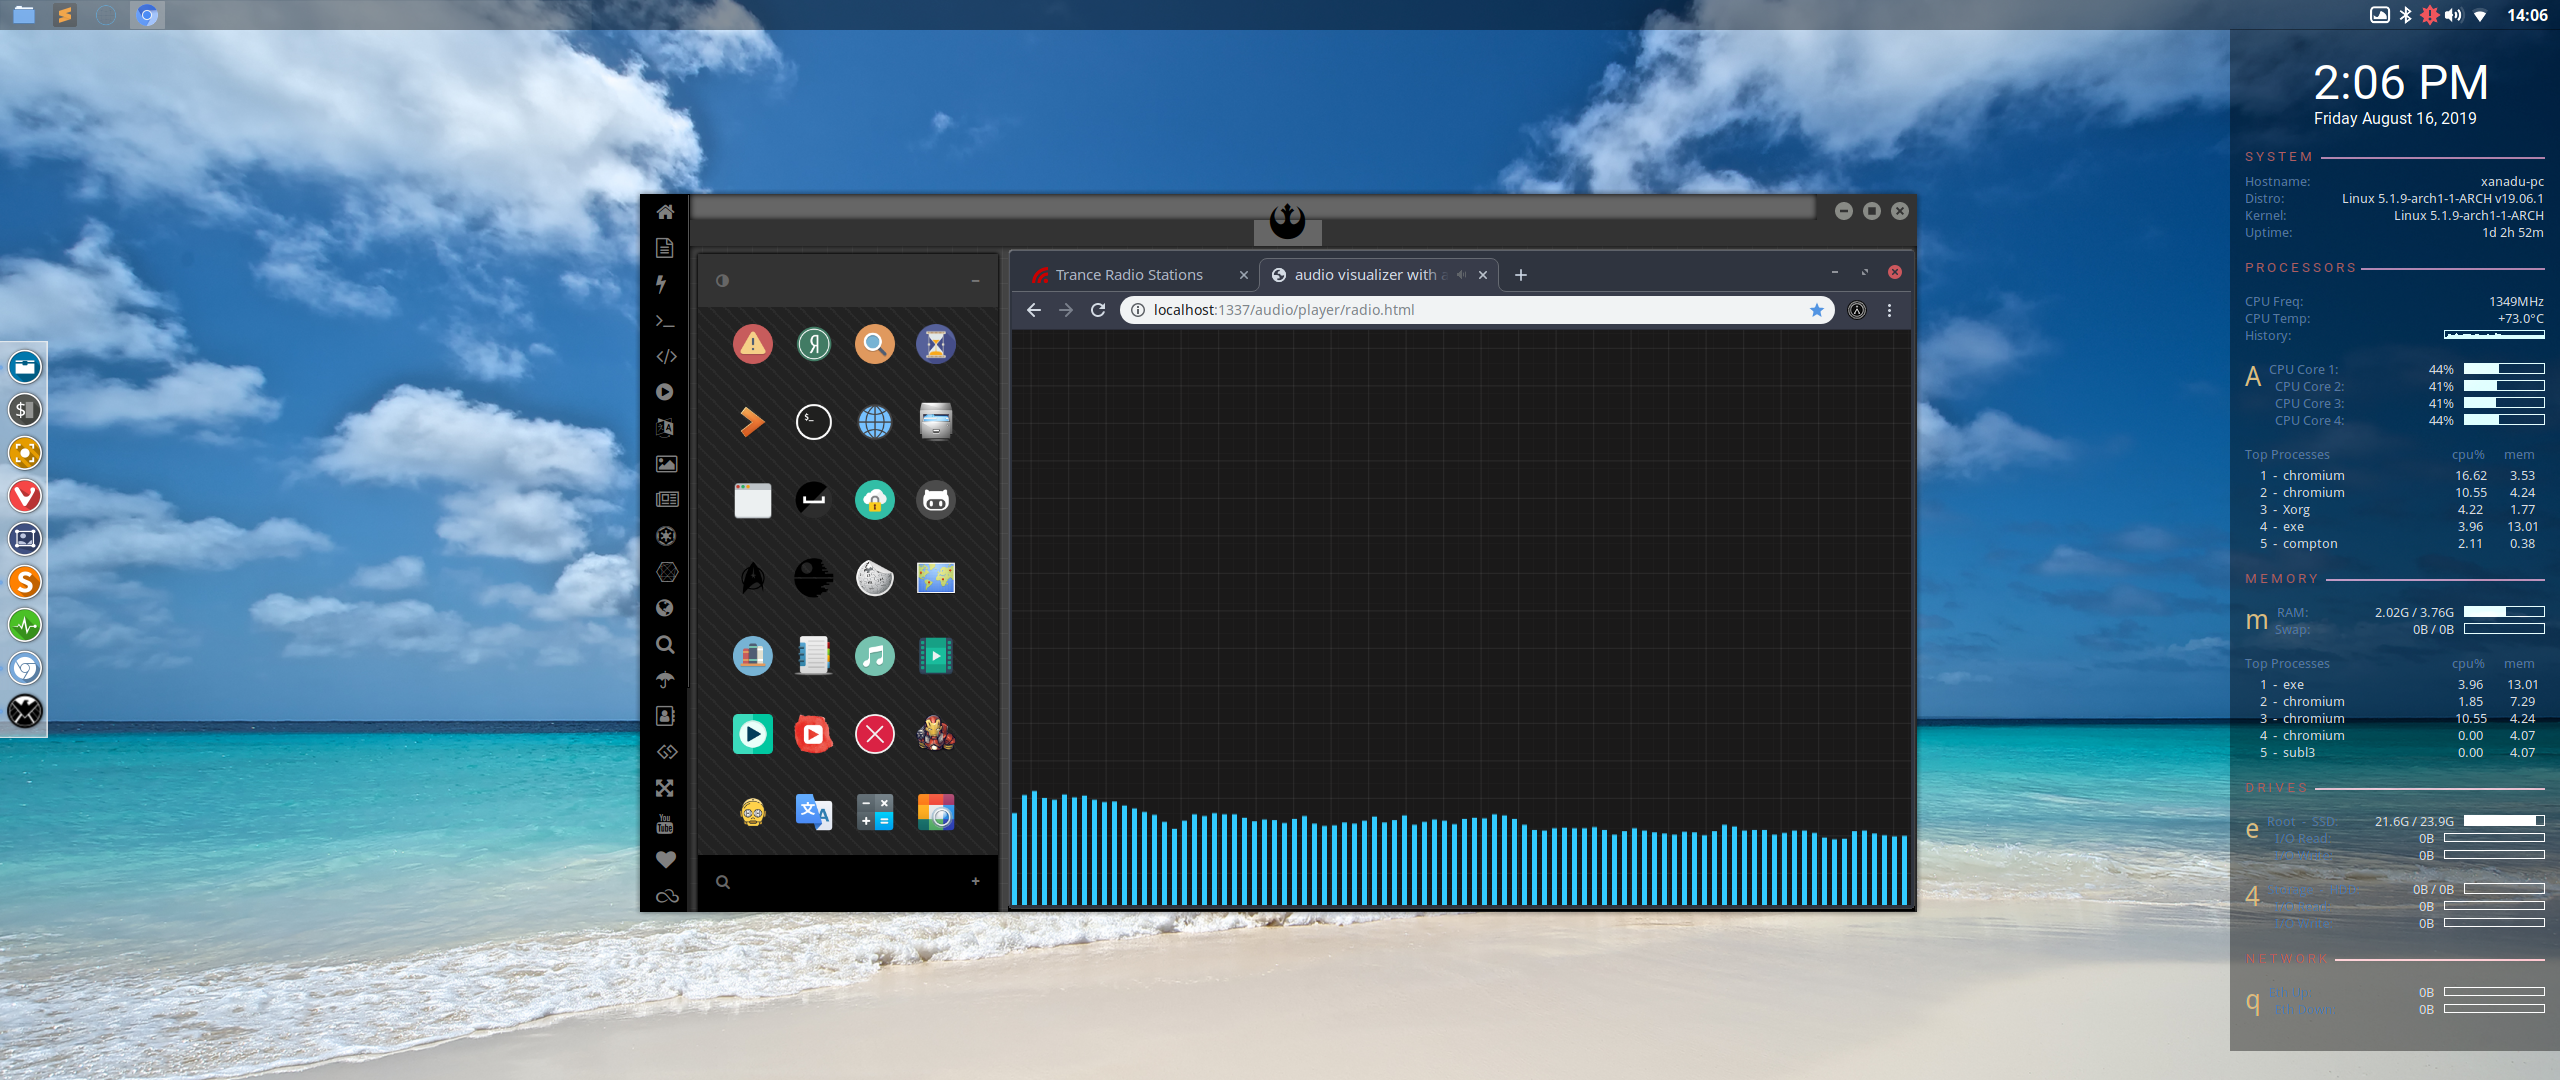 14:06
2:06 PM
Friday August 16, 2019
SYSTEM
Hostname: xanadu-pc
Distro: Linux 5.1.9-arch1-1-ARCH v19.06.1
Kernel: Linux 5.1.9-arch1-1-ARCH
Uptime: 1d 2h 52m
PROCESSORS
CPU Freq: 1349MHz
CPU Temp: +73.0°C
History:
A CPU Core 1: 44%
CPU Core 2: 41%
CPU Core 3: 41%
CPU Core 4: 44%
Top Processes cpu% mem
1 - chromium 16.62 3.53
2 - chromium 10.55 4.24
3 - Xorg 4.22 1.77
4 - exe 3.96 13.01
5 - compton 2.11 0.38
MEMORY
m RAM: 2.02G / 3.76G
Swap: 0B / 0B
Top Processes cpu% mem
1 - exe 3.96 13.01
2 - chromium 1.85 7.29
3 - chromium 10.55 4.24
4 - chromium 0.00 4.07
5 - subl3 0.00 4.07
DRIVES
e Root - SSD: 21.6G / 23.9G
I/O Read: 0B
0B
4 0B / 0B
0B
I/O Write: 0B
NETWORK
q Eth Up: 0B
Eth Down: 0B
Trance Radio Stations
audio visualizer with a
localhost:1337/audio/player/radio.html
You
Tube
$
S
$_
Я
文 A